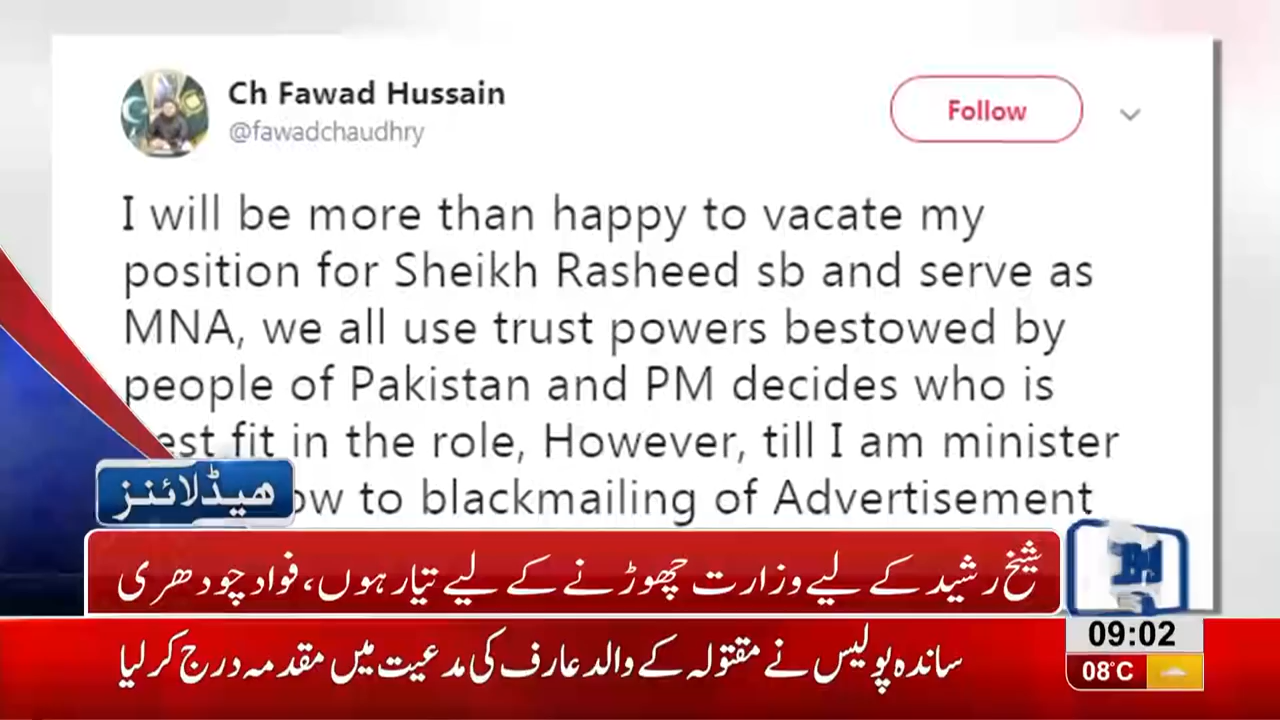 Ch Fawad Hussain
@fawadchaudhry
Follow
I will be more than happy to vacate my
position for Sheikh Rasheed sb and serve as
MNA, we all use trust powers bestowed by
people of Pakistan and PM decides who is
fit in the role, However, till I am minister
to blackmailing of Advertisement
ہیڈلائنز
شیخ رشید کے لیے وزارت چھوڑنے کے لیے تیار ہوں، فواد چودھری
09:02
ساندہ پولیس نے مقتولہ کے والد عارف کی مدعیت میں مقدمہ درج کر لیا
08°C